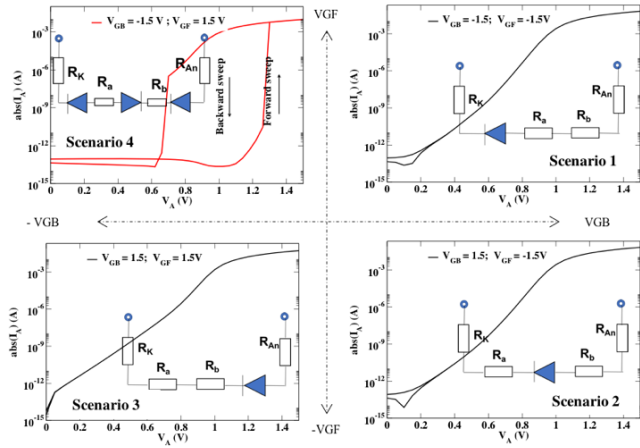 V_GB = -1.5 V ; V_GF = 1.5 V
abs(I_A) (A)
10^-3
10^-6
10^-9
10^-12
10^-15
R_K
R_a
R_b
R_An
Backward sweep
Forward sweep
Scenario 4
0 0.2 0.4 0.6 0.8 1 1.2 1.4
V_A (V)
VGF
V_GB = -1.5; V_GF = -1.5V
abs(I_A) (A)
10^-3
10^-6
10^-9
10^-12
10^-15
R_K
R_a
R_b
R_An
Scenario 1
0 0.2 0.4 0.6 0.8 1 1.2 1.4
V_A (V)
- VGB
VGB
V_GB = 1.5; V_GF = 1.5V
abs(I_A) (A)
10^-3
10^-6
10^-9
10^-12
10^-15
R_K
R_a
R_b
R_An
Scenario 3
0 0.2 0.4 0.6 0.8 1 1.2 1.4
V_A (V)
V_GB = 1.5; V_GF = -1.5V
abs(I_A) (A)
10^-3
10^-6
10^-9
10^-12
10^-15
R_K
R_a
R_b
R_An
Scenario 2
0 0.2 0.4 0.6 0.8 1 1.2 1.4
V_A (V)
-VGF